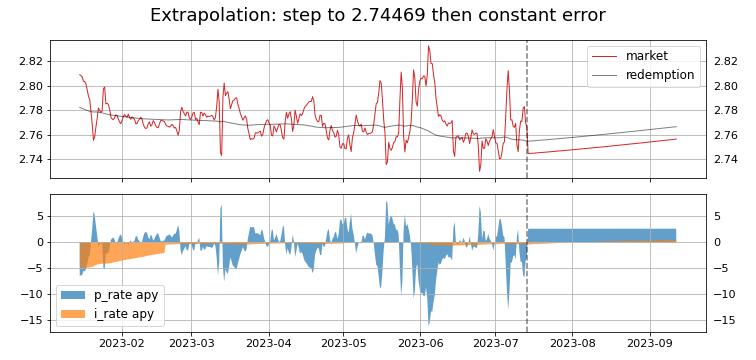 Extrapolation: step to 2.74469 then constant error
2.82 2.82
2.80 2.80
2.78 2.78
2.76 2.76
2.74 2.74
market
redemption
5
0
−5
−10
−15
5
0
−5
−10
−15
p_rate apy
i_rate apy
2023-02 2023-03 2023-04 2023-05 2023-06 2023-07 2023-08 2023-09